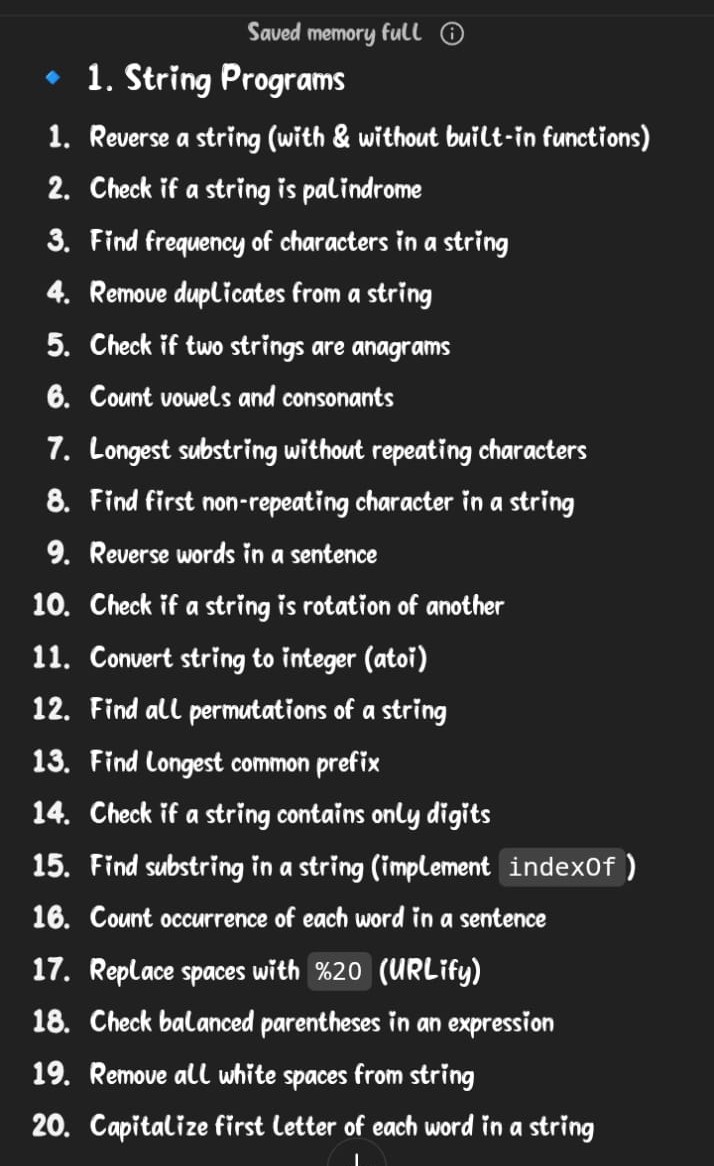 Saved memory full
1. String Programs
1. Reverse a string (with & without built-in functions)
2. Check if a string is palindrome
3. Find frequency of characters in a string
4. Remove duplicates from a string
5. Check if two strings are anagrams
6. Count vowels and consonants
7. Longest substring without repeating characters
8. Find first non-repeating character in a string
9. Reverse words in a sentence
10. Check if a string is rotation of another
11. Convert string to integer (atoi)
12. Find all permutations of a string
13. Find longest common prefix
14. Check if a string contains only digits
15. Find substring in a string (implement indexOf)
16. Count occurrence of each word in a sentence
17. Replace spaces with %20 (URLify)
18. Check balanced parentheses in an expression
19. Remove all white spaces from string
20. Capitalize first letter of each word in a string